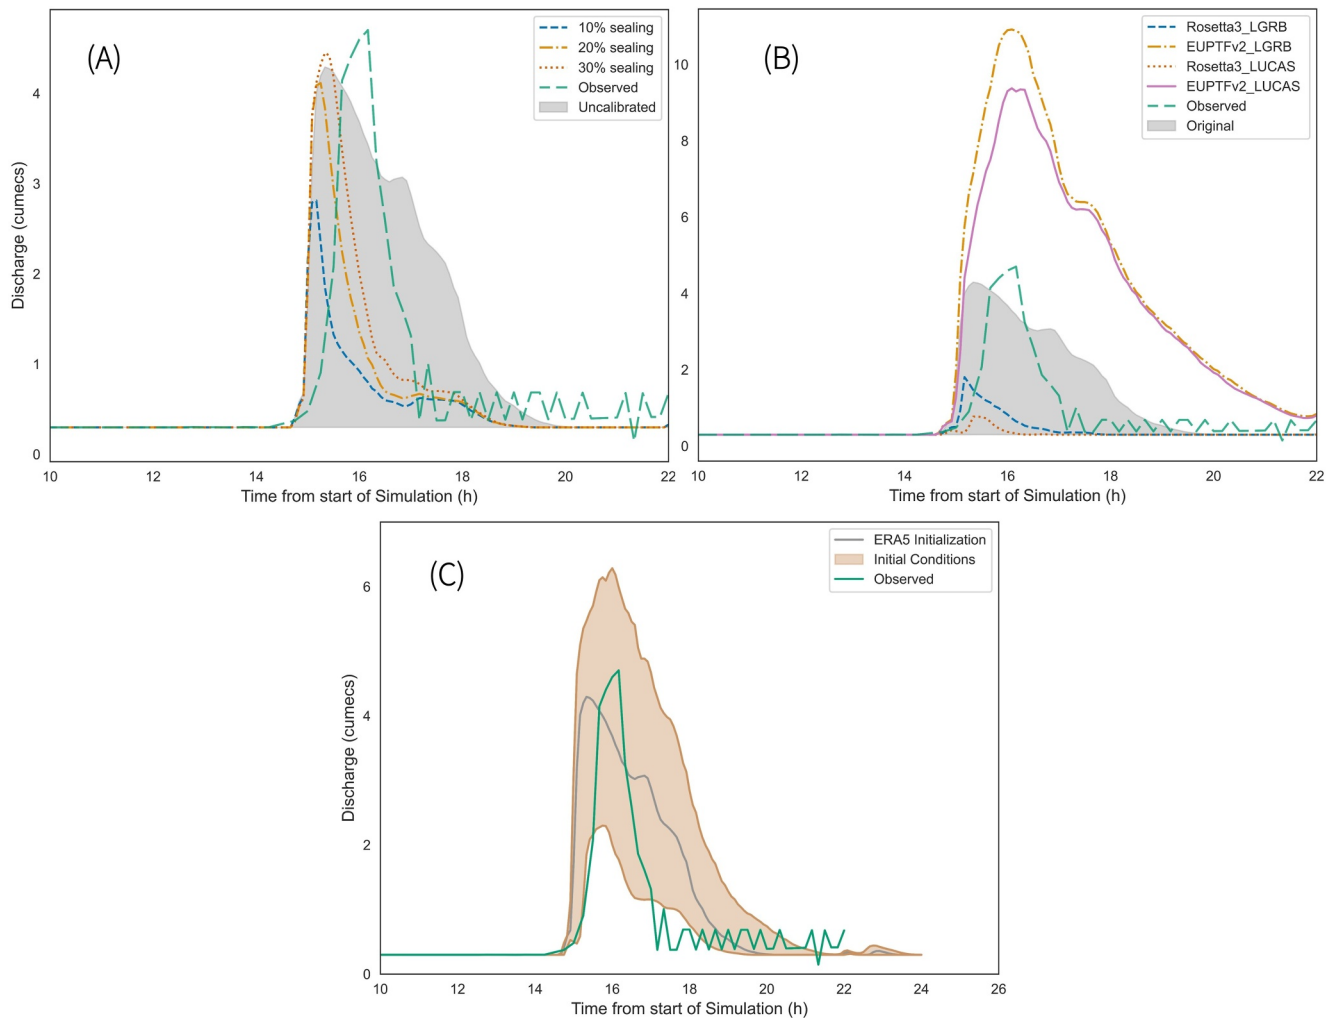 (A)
10% sealing
20% sealing
30% sealing
Observed
Uncalibrated
Discharge (cumecs)
4
3
2
1
0
10 12 14 16 18 20 22
Time from start of Simulation (h)
(B)
Rosetta3_LGRB
EUPTFv2_LGRB
Rosetta3_LUCAS
EUPTFv2_LUCAS
Observed
Original
10
8
6
4
2
0
10 12 14 16 18 20 22
Time from start of Simulation (h)
(C)
ERA5 Initialization
Initial Conditions
Observed
Discharge (cumecs)
6
4
2
0
10 12 14 16 18 20 22 24 26
Time from start of Simulation (h)